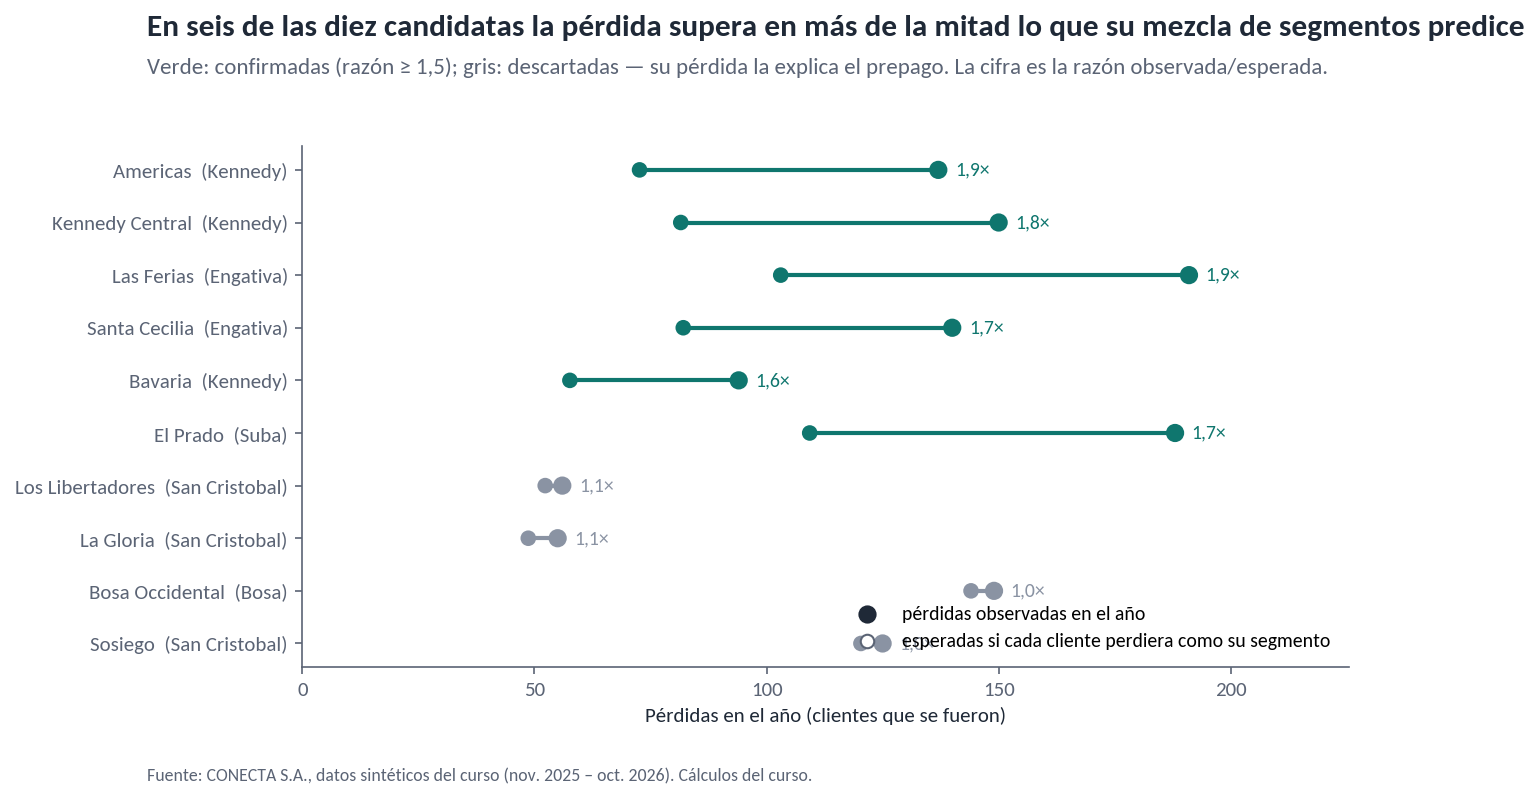 En seis de las diez candidatas la pérdida supera en más de la mitad lo que su mezcla de segmentos predice
Verde: confirmadas (razón ≥ 1,5); gris: descartadas — su pérdida la explica el prepago. La cifra es la razón observada/esperada.
Americas (Kennedy) 1,9×
Kennedy Central (Kennedy) 1,8×
Las Ferias (Engativa) 1,9×
Santa Cecilia (Engativa) 1,7×
Bavaria (Kennedy) 1,6×
El Prado (Suba) 1,7×
Los Libertadores (San Cristobal) 1,1×
La Gloria (San Cristobal) 1,1×
Bosa Occidental (Bosa) 1,0×
pérdidas observadas en el año
Sosiego (San Cristobal)
esperadas si cada cliente perdiera como su segmento
0 50 100 150 200
Pérdidas en el año (clientes que se fueron)
Fuente: CONECTA S.A., datos sintéticos del curso (nov. 2025 – oct. 2026). Cálculos del curso.